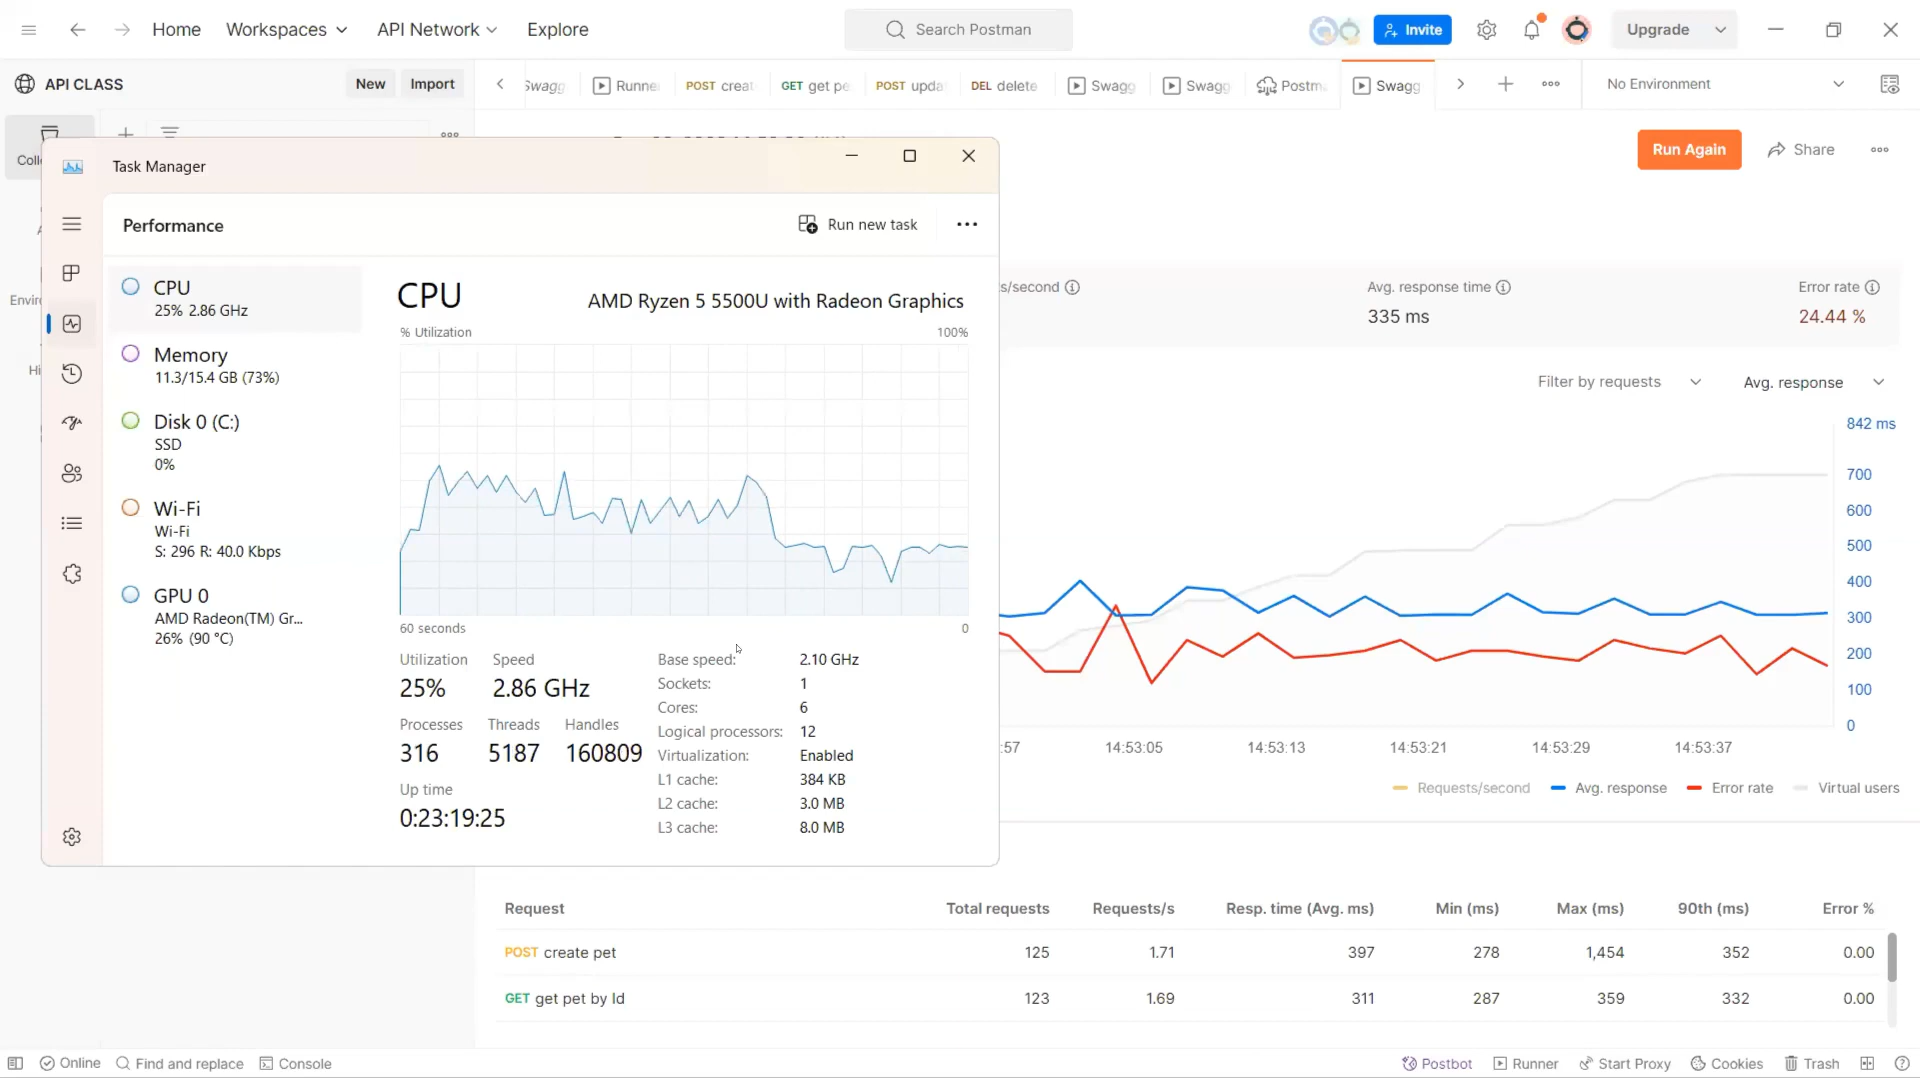 Home Workspaces API Network Explore Search Postman Invite Upgrade
API CLASS New Import Swagg Runne POST creat GET get pe POST upda DEL delete Swagg Swagg Postm Swagg No Environment
Run Again Share
Task Manager
Performance Run new task
CPU
25% 2.86 GHz
Memory
11.3/15.4 GB (73%)
Disk 0 (C:)
SSD
0%
Wi-Fi
Wi-Fi
S: 296 R: 40.0 Kbps
GPU 0
AMD Radeon(TM) Gr...
26% (90 °C)
CPU AMD Ryzen 5 5500U with Radeon Graphics
% Utilization 100%
60 seconds 0
Utilization Speed
25% 2.86 GHz
Processes Threads Handles
316 5187 160809
Up time
0:23:19:25
Base speed: 2.10 GHz
Sockets: 1
Cores: 6
Logical processors: 12
Virtualization: Enabled
L1 cache: 384 KB
L2 cache: 3.0 MB
L3 cache: 8.0 MB
s/second Avg. response time Error rate
335 ms 24.44 %
Filter by requests Avg. response
842 ms
700
600
500
400
300
200
100
0
:57 14:53:05 14:53:13 14:53:21 14:53:29 14:53:37
Requests/second Avg. response Error rate Virtual users
Request Total requests Requests/s Resp. time (Avg. ms) Min (ms) Max (ms) 90th (ms) Error %
POST create pet 125 1.71 397 278 1,454 352 0.00
GET get pet by Id 123 1.69 311 287 359 332 0.00
Online Find and replace Console Postbot Runner Start Proxy Cookies Trash